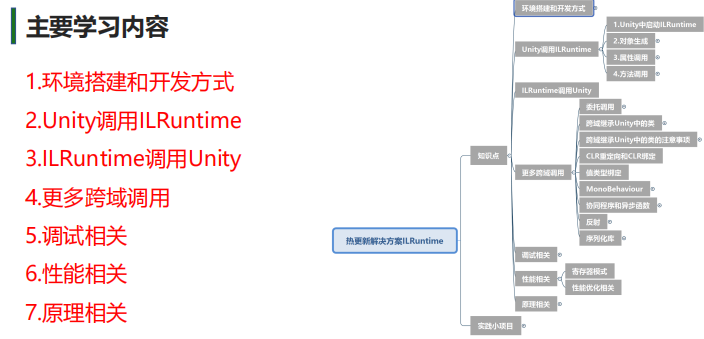 主要学习内容
1.环境搭建和开发方式
2.Unity调用ILRuntime
3.ILRuntime调用Unity
4.更多跨域调用
5.调试相关
6.性能相关
7.原理相关
热更新解决方案ILRuntime
知识点
环境搭建和开发方式
Unity调用ILRuntime
1.Unity中启动ILRuntime
2.对象生成
3.属性调用
4.方法调用
ILRuntime调用Unity
更多跨域调用
委托调用
跨域继承Unity中的类
跨域继承Unity中的类的注意事项
CLR重定向和CLR绑定
值类型绑定
MonoBehaviour
协同程序和异步函数
反射
序列化库
调试相关
性能相关
寄存器模式
性能优化相关
原理相关
实践小项目